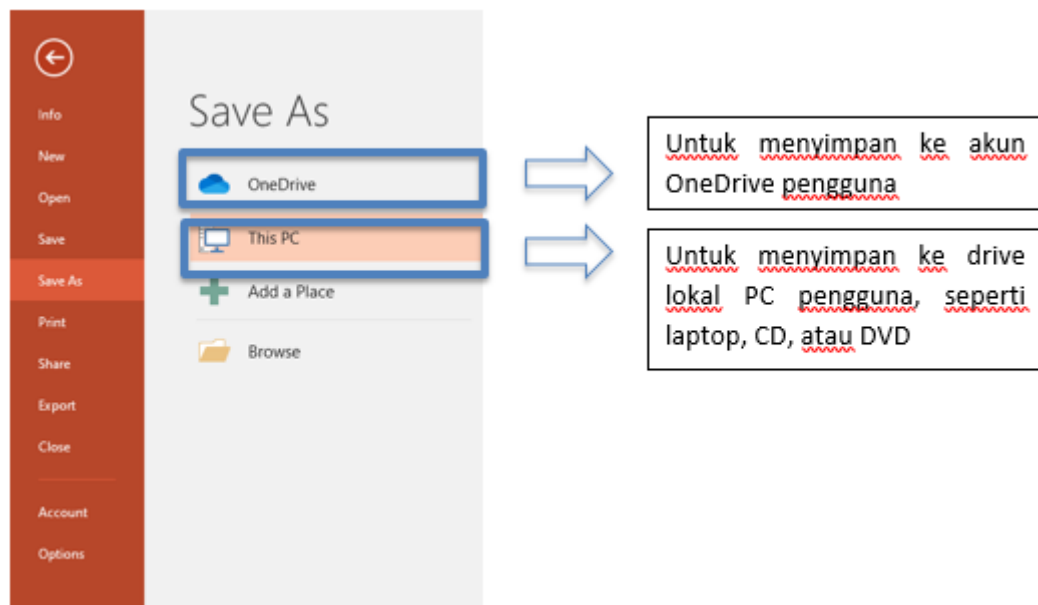 Info
New
Open
Save
Save As
Print
Share
Export
Close
Account
Options
Save As
OneDrive
This PC
Add a Place
Browse
Untuk menyimpan ke akun
OneDrive pengguna
Untuk menyimpan ke drive
lokal PC pengguna, seperti
laptop, CD, atau DVD